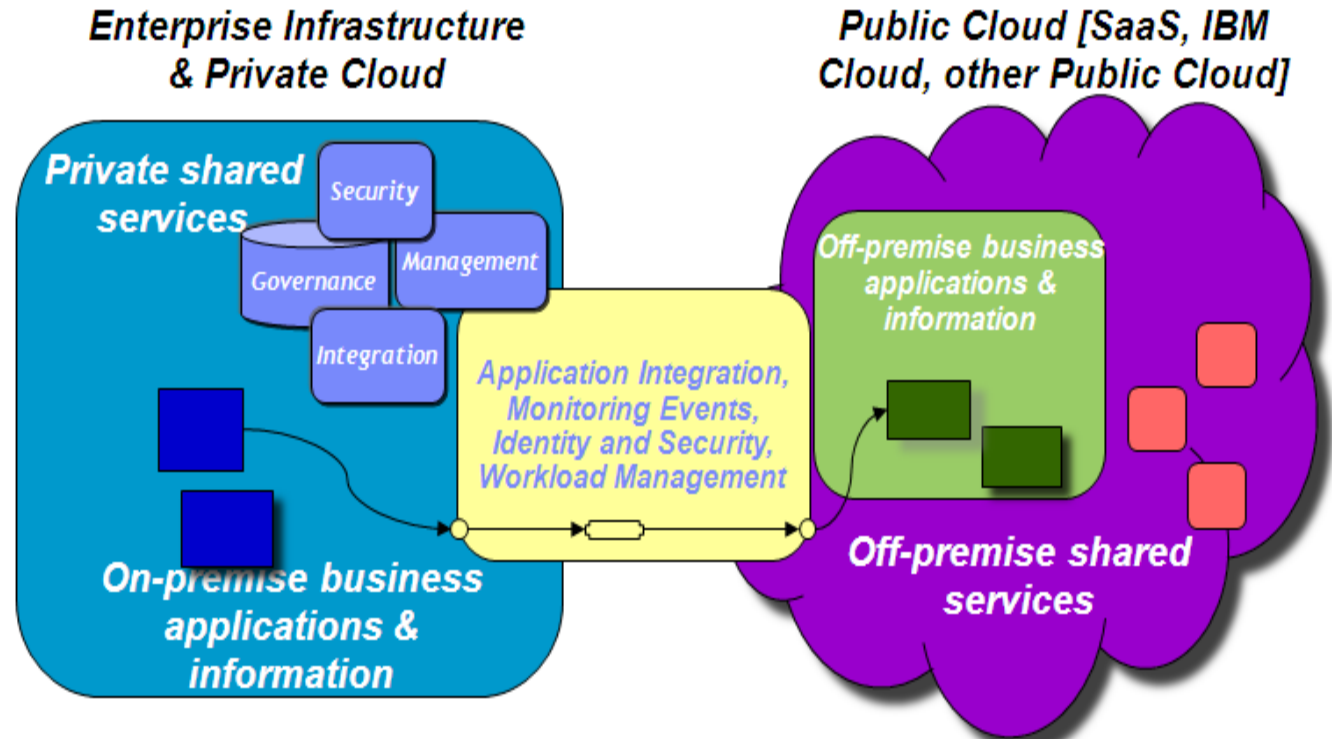 Enterprise Infrastructure
& Private Cloud
Public Cloud [SaaS, IBM
Cloud, other Public Cloud]
Private shared
services
Security
Management
Governance
Integration
Application Integration,
Monitoring Events,
Identity and Security,
Workload Management
Off-premise business
applications &
information
On-premise business
applications &
information
Off-premise shared
services